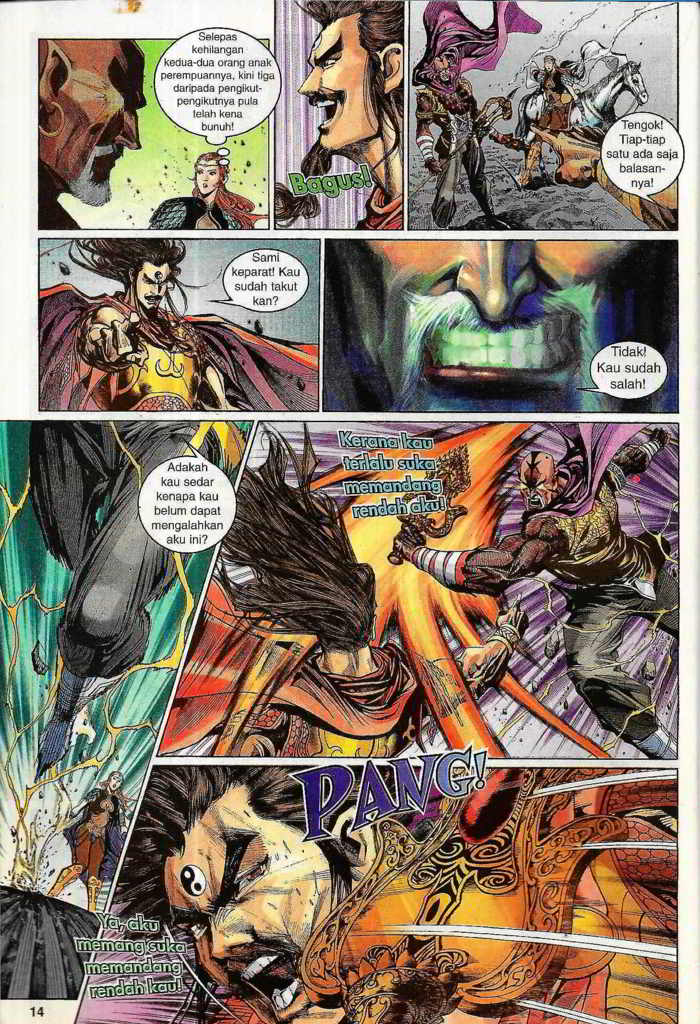 Selepas
kehilangan
kedua-dua orang anak
perempuannya, kini tiga
daripada pengikut-
pengikutnya pula
telah kena
bunuh!
Bagus!
Tengok!
Tiap-tiap
satu ada saja
balasan-
nya!
Sami
keparat! Kau
sudah takut
kan?
Tidak!
Kau sudah
salah!
Adakah
kau sedar
kenapa kau
belum dapat
mengalahkan
aku ini?
Kerana kau
terlalu suka
memandang
rendah aku!
PANG!
Ya, aku
memang suka
memandang
rendah kau!
14